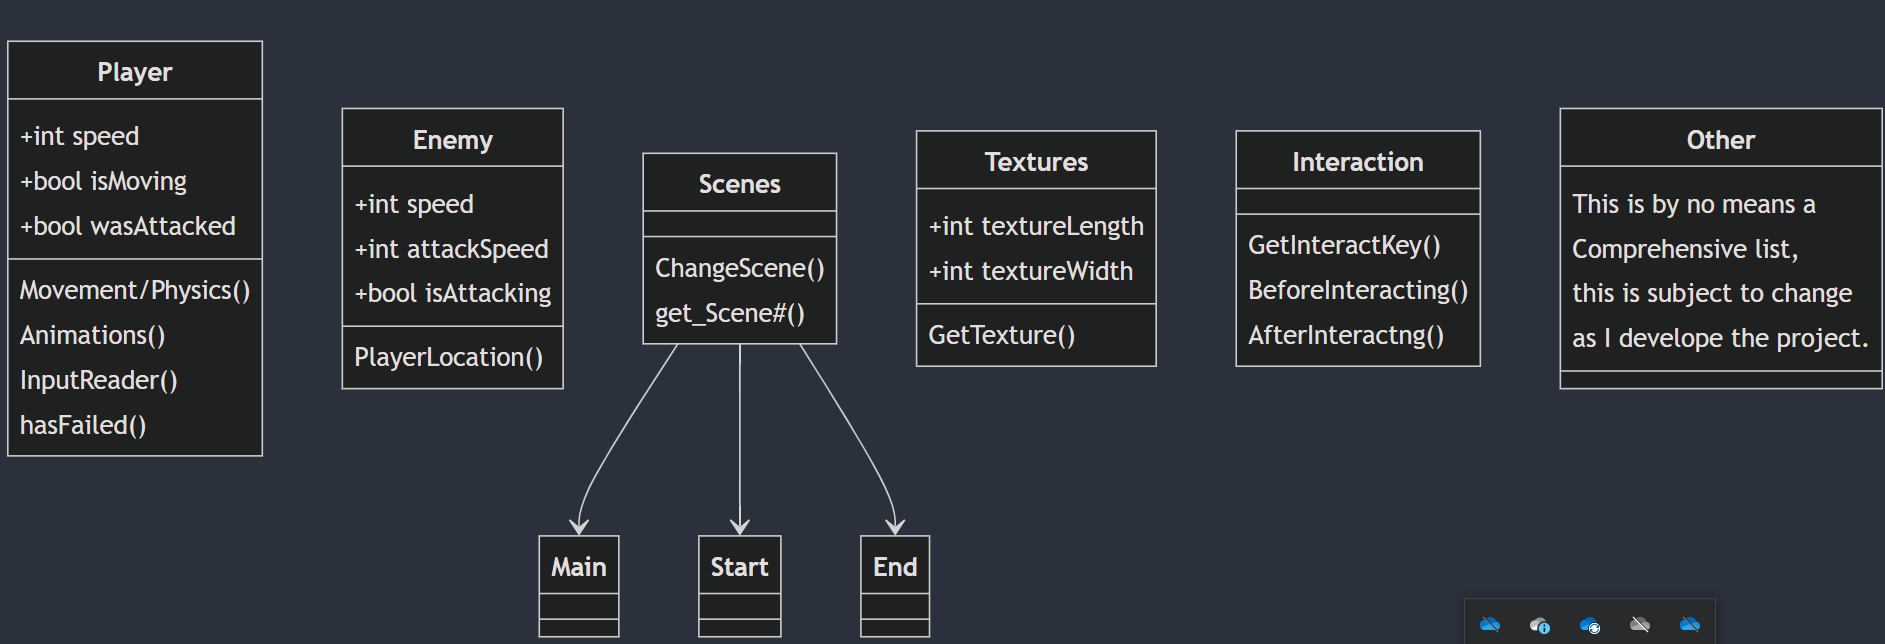 Player
+int speed
+bool isMoving
+bool wasAttacked
Movement/Physics()
Animations()
InputReader()
hasFailed()
Enemy
+int speed
+int attackSpeed
+bool isAttacking
PlayerLocation()
Scenes
ChangeScene()
get_Scene#()
Main
Start
End
Textures
+int textureLength
+int textureWidth
GetTexture()
Interaction
GetInteractKey()
BeforeInteracting()
AfterInteractng()
Other
This is by no means a
Comprehensive list,
this is subject to change
as I develope the project.